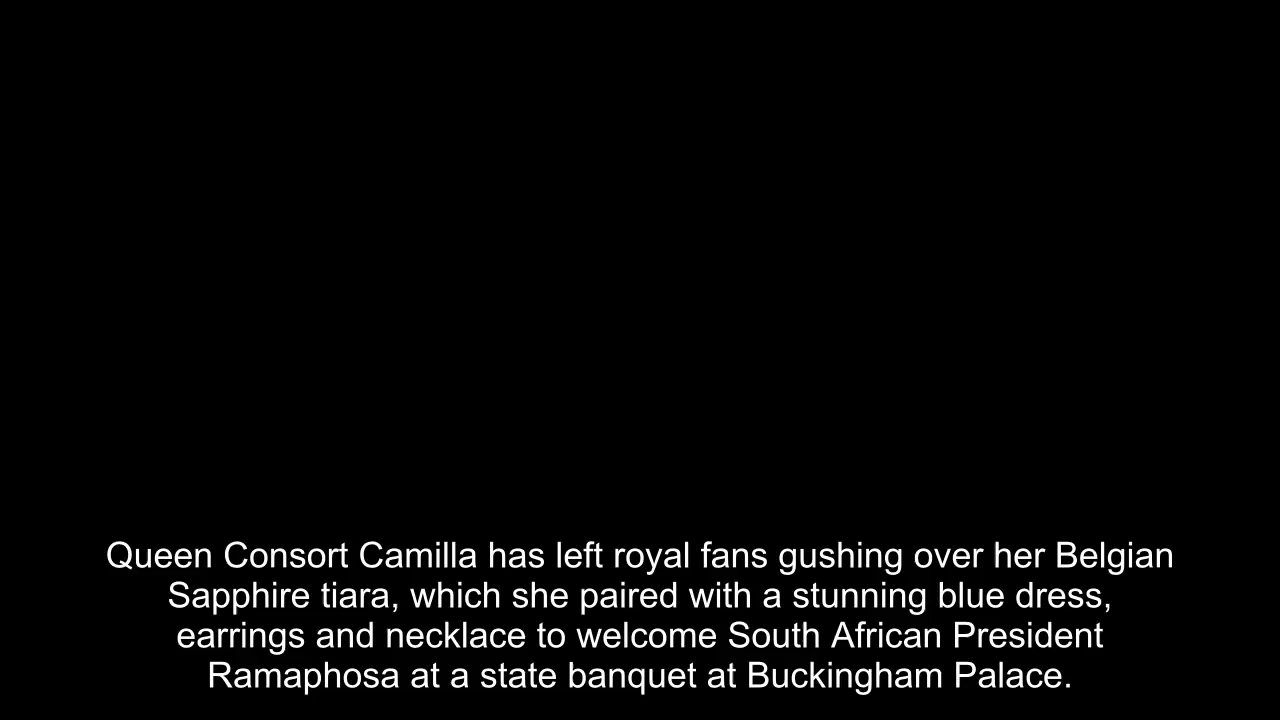 Queen Consort Camilla has left royal fans gushing over her Belgian
Sapphire tiara, which she paired with a stunning blue dress,
earrings and necklace to welcome South African President
Ramaphosa at a state banquet at Buckingham Palace.